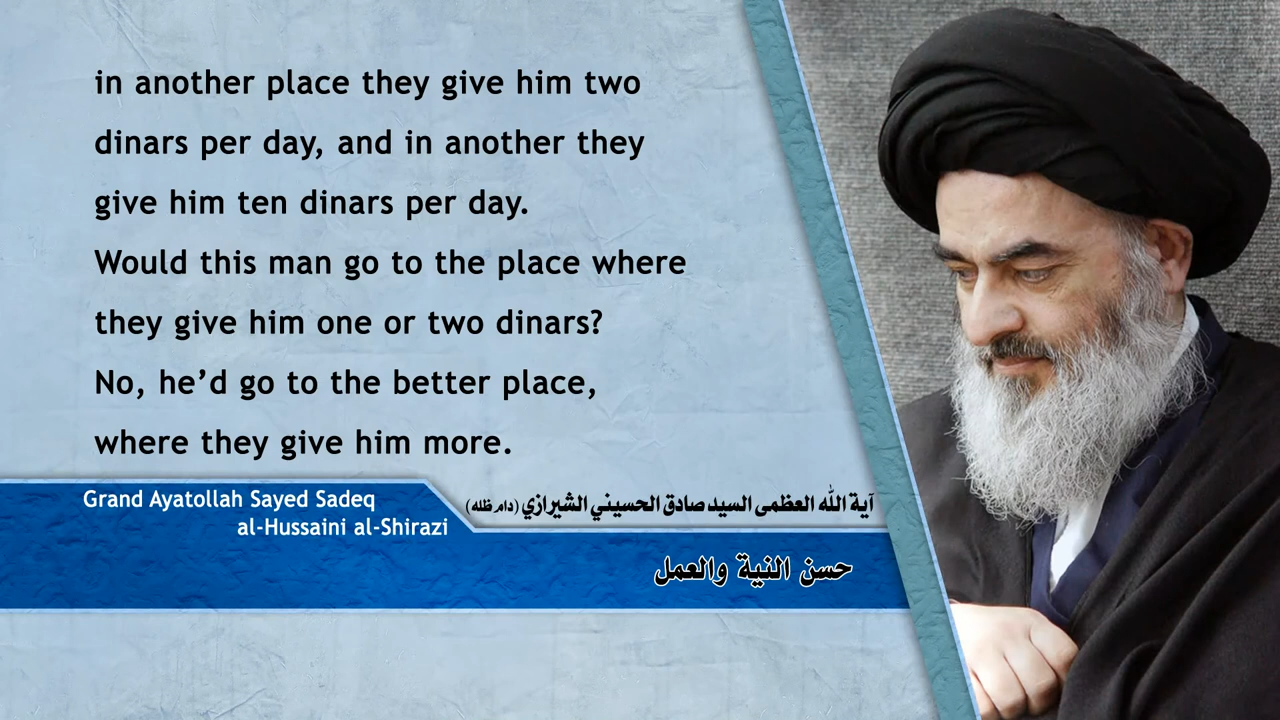 in another place they give him two
dinars per day, and in another they
give him ten dinars per day.
Would this man go to the place where
they give him one or two dinars?
No, he’d go to the better place,
where they give him more.
Grand Ayatollah Sayed Sadeq
al-Hussaini al-Shirazi
آية الله العظمى السيد صادق الحسيني الشيرازي (دام ظله)
حسن النية والعمل